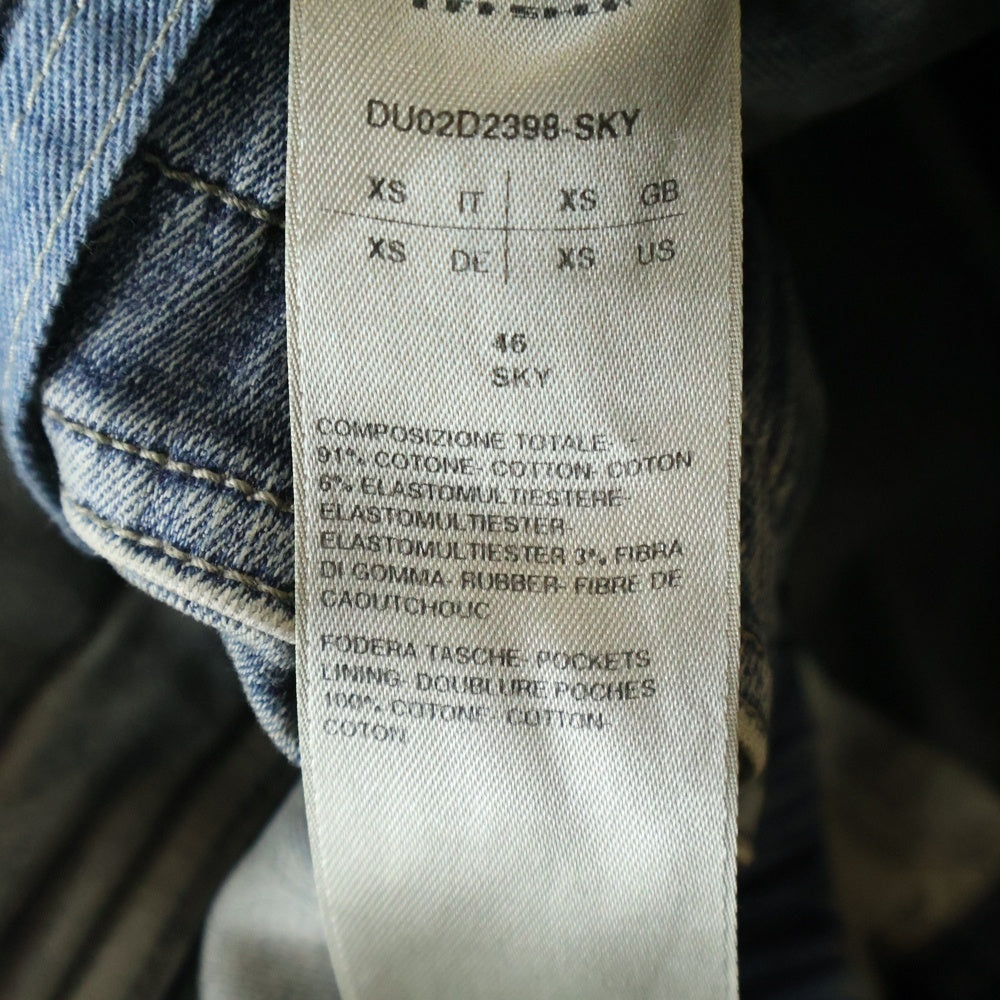 DU02D2398-SKY
XS IT XS GB
XS DE XS US
46
SKY
COMPOSIZIONE TOTALE- -
91% COTONE- COTTON- COTON
6% ELASTOMULTIESTERE-
ELASTOMULTIESTER-
ELASTOMULTIESTER 3% FIBRA
DI GOMMA- RUBBER- FIBRE DE
CAOUTCHOUC
FODERA TASCHE- POCKETS
LINING- DOUBLURE POCHES
100% COTONE- COTTON-
COTON